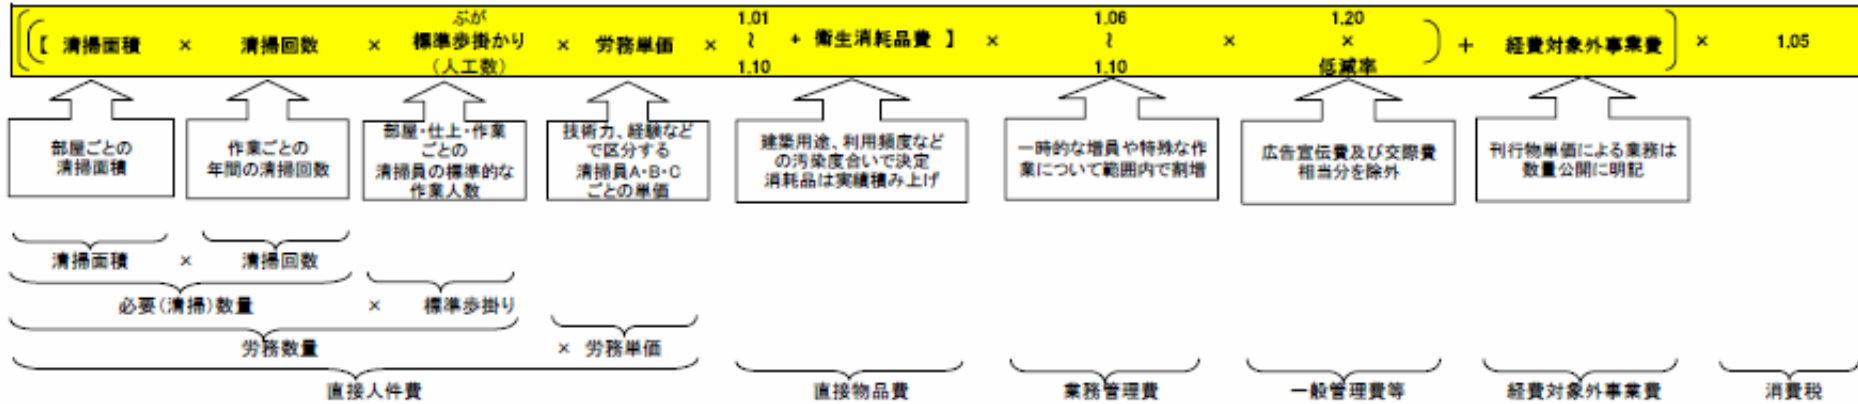 ぶが 1.01 1.06 1.20
([【 清掃面積 × 清掃回数 × 標準歩掛かり × 労務単価 × ～ + 衛生消耗品費 】 × ～ × × ) + 経費対象外事業費 ] × 1.05
(人工数) 1.10 1.10 低減率
部屋ごとの
清掃面積
作業ごとの
年間の清掃回数
部屋・仕上・作業
ごとの
清掃員の標準的な
作業人数
技術力、経験など
で区分する
清掃員A・B・C
ごとの単価
建築用途、利用頻度など
の汚染度合いで決定
消耗品は実績積み上げ
一時的な増員や特殊な作
業について範囲内で割増
広告宣伝費及び交際費
相当分を除外
刊行物単価による業務は
数量公開に明記
清掃面積 × 清掃回数
必要(清掃)数量 × 標準歩掛り
労務数量 × 労務単価
直接人件費 直接物品費 業務管理費 一般管理費等 経費対象外事業費 消費税